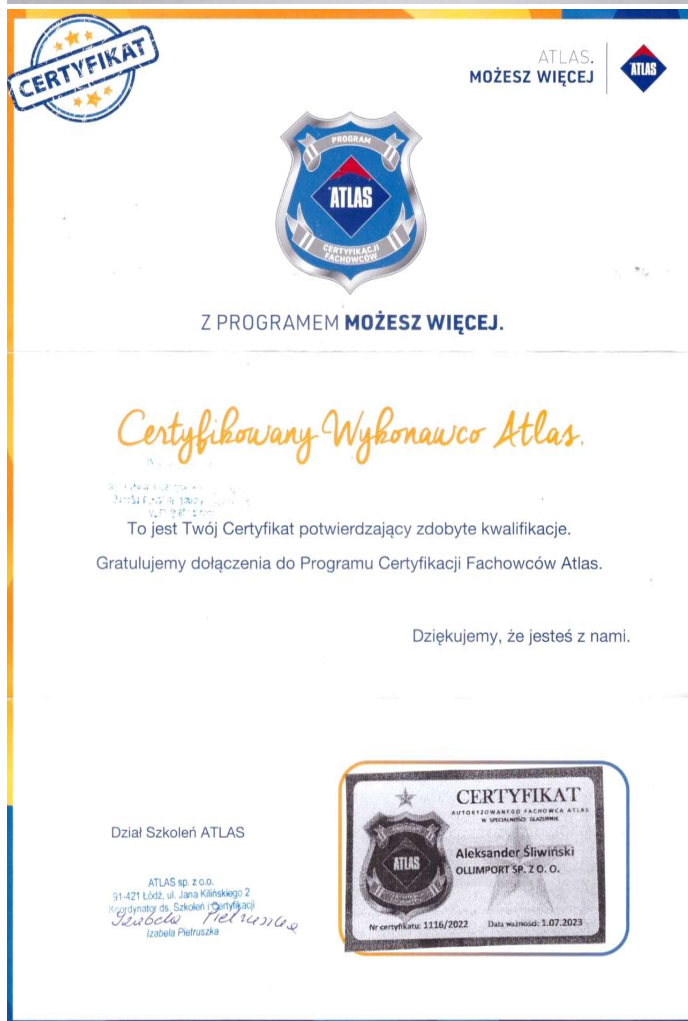 CERTYFIKAT
ATLAS.
MOŻESZ WIĘCEJ
ATLAS
PROGRAM
ATLAS
CERTYFIKACJI
FACHOWCÓW
Z PROGRAMEM MOŻESZ WIĘCEJ.
Certyfikowany Wykonawco Atlas.
To jest Twój Certyfikat potwierdzający zdobyte kwalifikacje.
Gratulujemy dołączenia do Programu Certyfikacji Fachowców Atlas.
Dziękujemy, że jesteś z nami.
Dział Szkoleń ATLAS
ATLAS sp. z o.o.
91-421 Łódź, ul. Jana Kilińskiego 2
Koordynator ds. Szkoleń i Certyfikacji
Izabela Pietruszka
Izabela Pietruszka
CERTYFIKAT
AUTORYZOWANEGO FACHOWCA ATLAS
W SPECJALNOŚCI: GLAZURNIK
ATLAS
Aleksander Śliwiński
OLLIMPORT SP. Z O. O.
Nr certyfikatu: 1116/2022
Data ważności: 1.07.2023